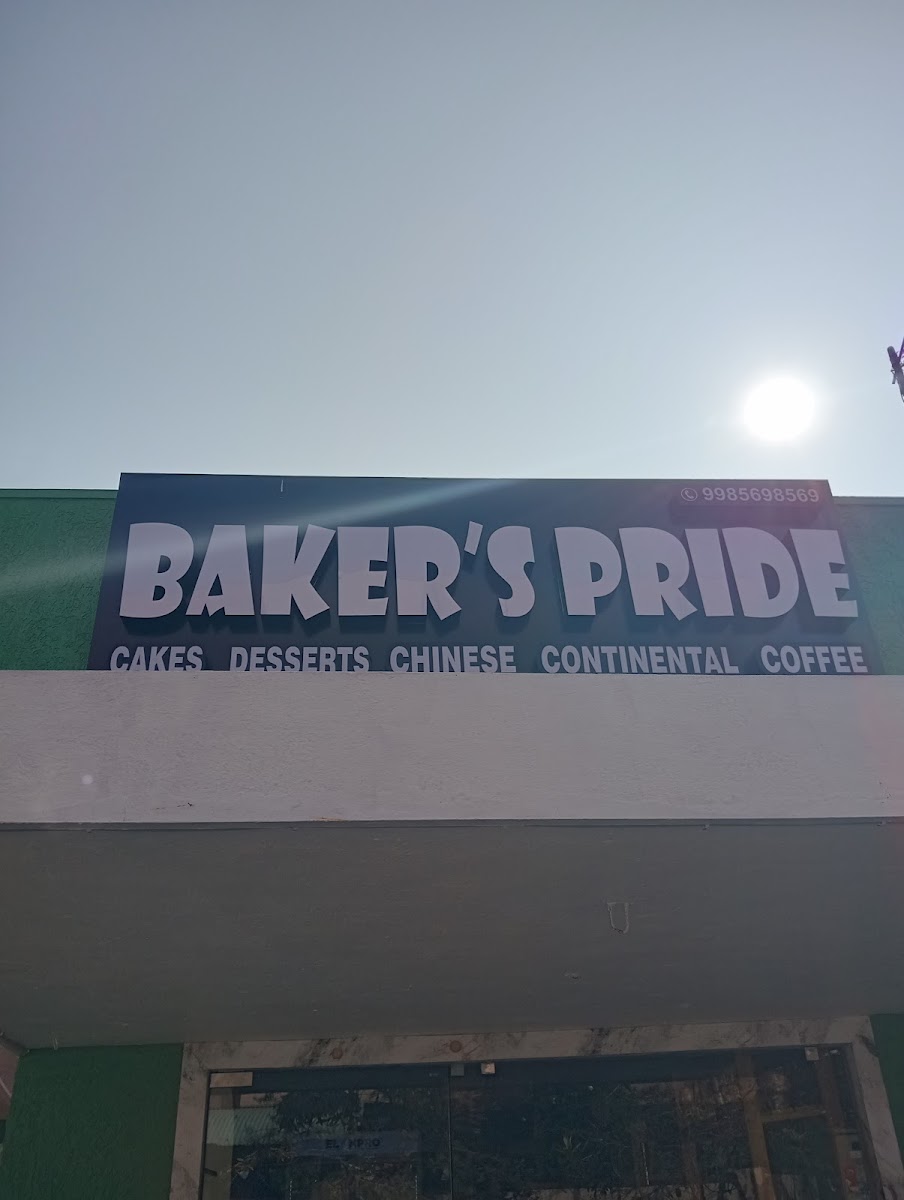 9985698569
BAKER'S PRIDE
CAKES DESSERTS CHINESE CONTINENTAL COFFEE